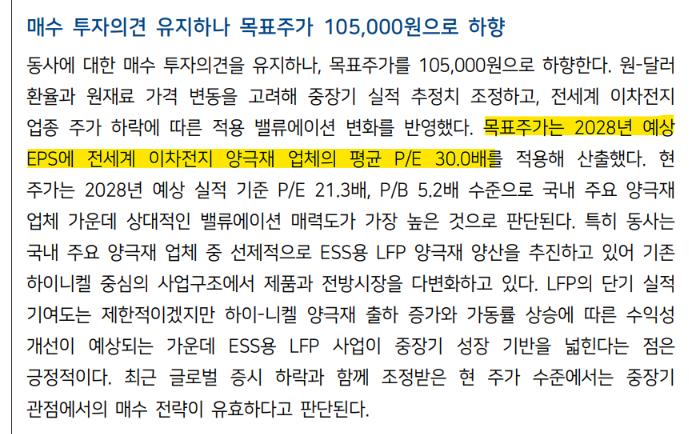 매수 투자의견 유지하나 목표주가 105,000원으로 하향
동사에 대한 매수 투자의견을 유지하나, 목표주가를 105,000원으로 하향한다. 원-달러
환율과 원재료 가격 변동을 고려해 중장기 실적 추정치 조정하고, 전세계 이차전지
업종 주가 하락에 따른 적용 밸류에이션 변화를 반영했다. 목표주가는 2028년 예상
EPS에 전세계 이차전지 양극재 업체의 평균 P/E 30.0배를 적용해 산출했다. 현
주가는 2028년 예상 실적 기준 P/E 21.3배, P/B 5.2배 수준으로 국내 주요 양극재
업체 가운데 상대적인 밸류에이션 매력도가 가장 높은 것으로 판단된다. 특히 동사는
국내 주요 양극재 업체 중 선제적으로 ESS용 LFP 양극재 양산을 추진하고 있어 기존
하이니켈 중심의 사업구조에서 제품과 전방시장을 다변화하고 있다. LFP의 단기 실적
기여도는 제한적이겠지만 하이-니켈 양극재 출하 증가와 가동률 상승에 따른 수익성
개선이 예상되는 가운데 ESS용 LFP 사업이 중장기 성장 기반을 넓힌다는 점은
긍정적이다. 최근 글로벌 증시 하락과 함께 조정받은 현 주가 수준에서는 중장기
관점에서의 매수 전략이 유효하다고 판단된다.